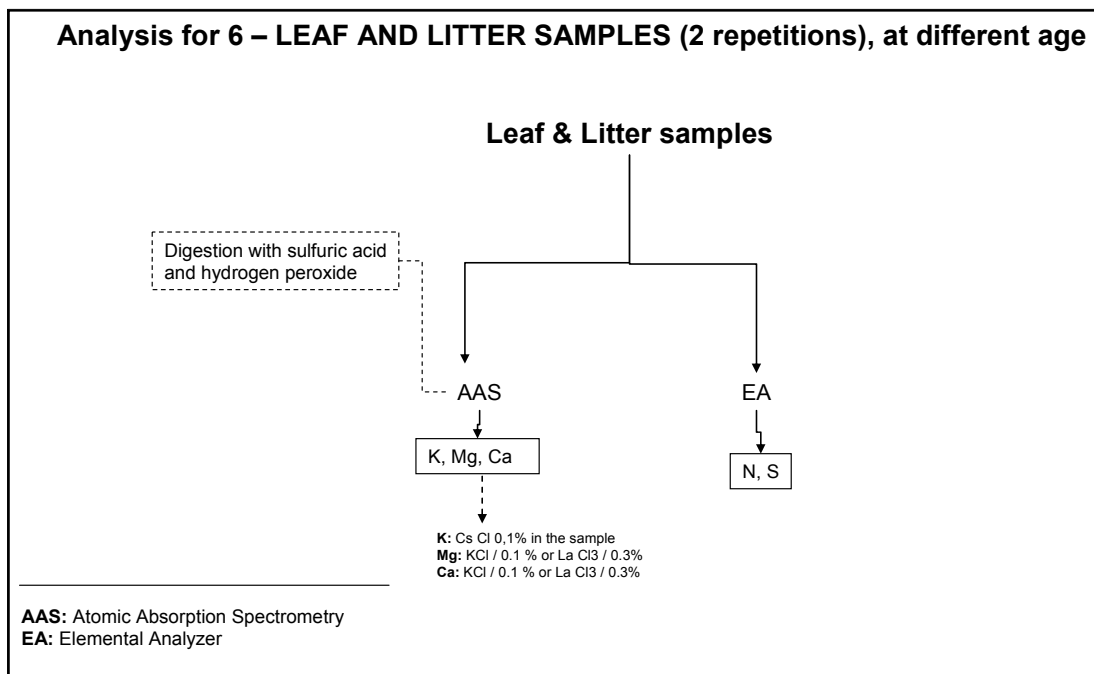 Analysis for 6 – LEAF AND LITTER SAMPLES (2 repetitions), at different age
Leaf & Litter samples
Digestion with sulfuric acid
and hydrogen peroxide
AAS
EA
K, Mg, Ca
N, S
K: Cs Cl 0,1% in the sample
Mg: KCl / 0.1 % or La Cl3 / 0.3%
Ca: KCl / 0.1 % or La Cl3 / 0.3%
AAS: Atomic Absorption Spectrometry
EA: Elemental Analyzer